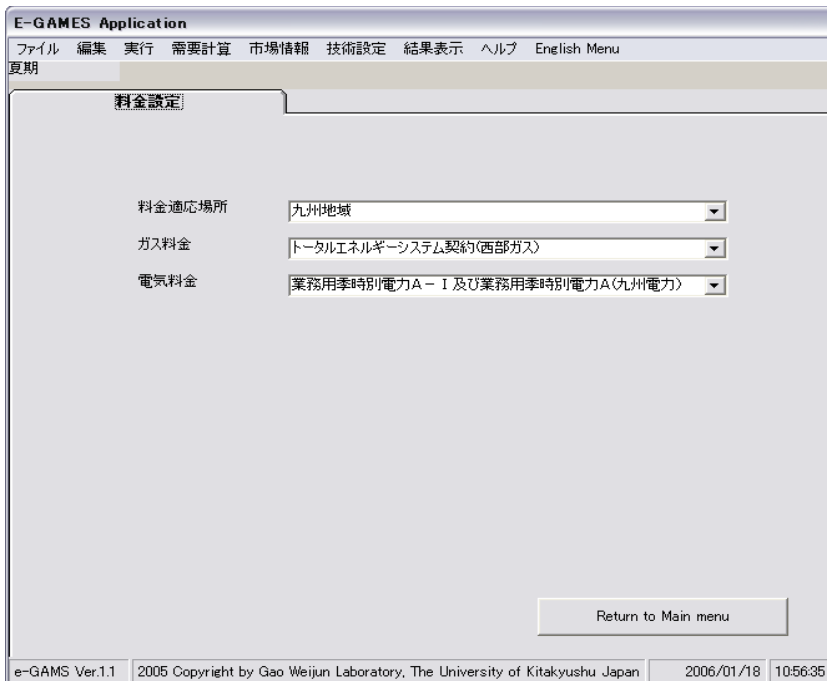 E-GAMES Application
ファイル 編集 実行 需要計算 市場情報 技術設定 結果表示 ヘルプ English Menu
夏期
料金設定
料金適応場所 九州地域
ガス料金 トータルエネルギーシステム契約(西部ガス)
電気料金 業務用季時別電力A-Ⅰ及び業務用季時別電力A(九州電力)
Return to Main menu
e-GAMS Ver.1.1 2005 Copyright by Gao Weijun Laboratory, The University of Kitakyushu Japan 2006/01/18 10:56:35